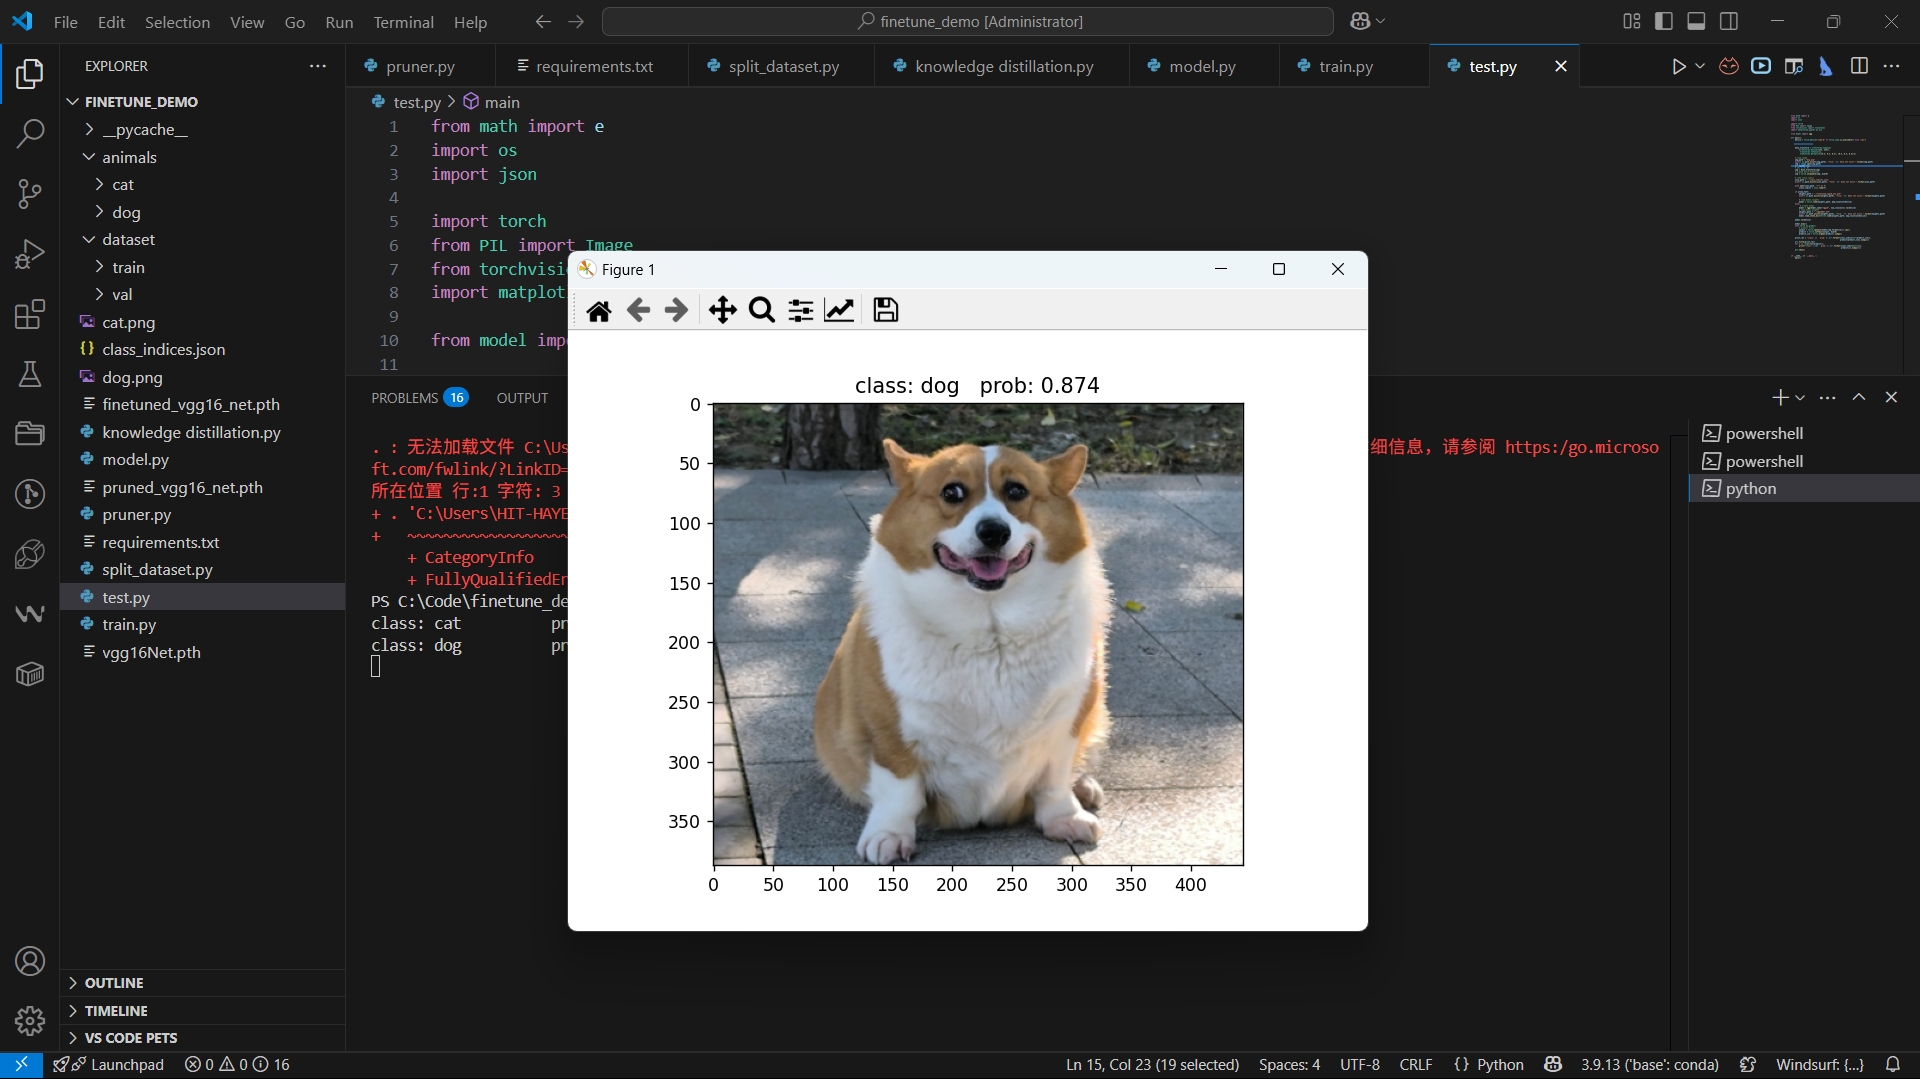 File Edit Selection View Go Run Terminal Help
finetune_demo [Administrator]
EXPLORER
pruner.py
requirements.txt
split_dataset.py
knowledge distillation.py
model.py
train.py
test.py
FINETUNE_DEMO
__pycache__
animals
cat
dog
dataset
train
val
cat.png
class_indices.json
dog.png
finetuned_vgg16_net.pth
knowledge distillation.py
model.py
pruned_vgg16_net.pth
pruner.py
requirements.txt
split_dataset.py
test.py
train.py
vgg16Net.pth
OUTLINE
TIMELINE
VS CODE PETS
test.py > main
1 from math import e
2 import os
3 import json
4
5 import torch
6 from PIL import Image
7 from torchvisi
8 import matplot
9
10 from model imp
11
PROBLEMS 16 OUTPUT
. : 无法加载文件 C:\Us
细信息，请参阅 https:/go.microso
ft.com/fwlink/?LinkID=
所在位置 行:1 字符: 3
+ . 'C:\Users\HIT-HAYE
+ ~~~~~~~~~~~~~~~~~
+ CategoryInfo
+ FullyQualifiedEr
PS C:\Code\finetune_de
class: cat pr
class: dog pr
powershell
powershell
python
Figure 1
class: dog prob: 0.874
0
50
100
150
200
250
300
350
0 50 100 150 200 250 300 350 400
Launchpad 0 0 16
Ln 15, Col 23 (19 selected) Spaces: 4 UTF-8 CRLF {} Python 3.9.13 ('base': conda) Windsurf: {...}